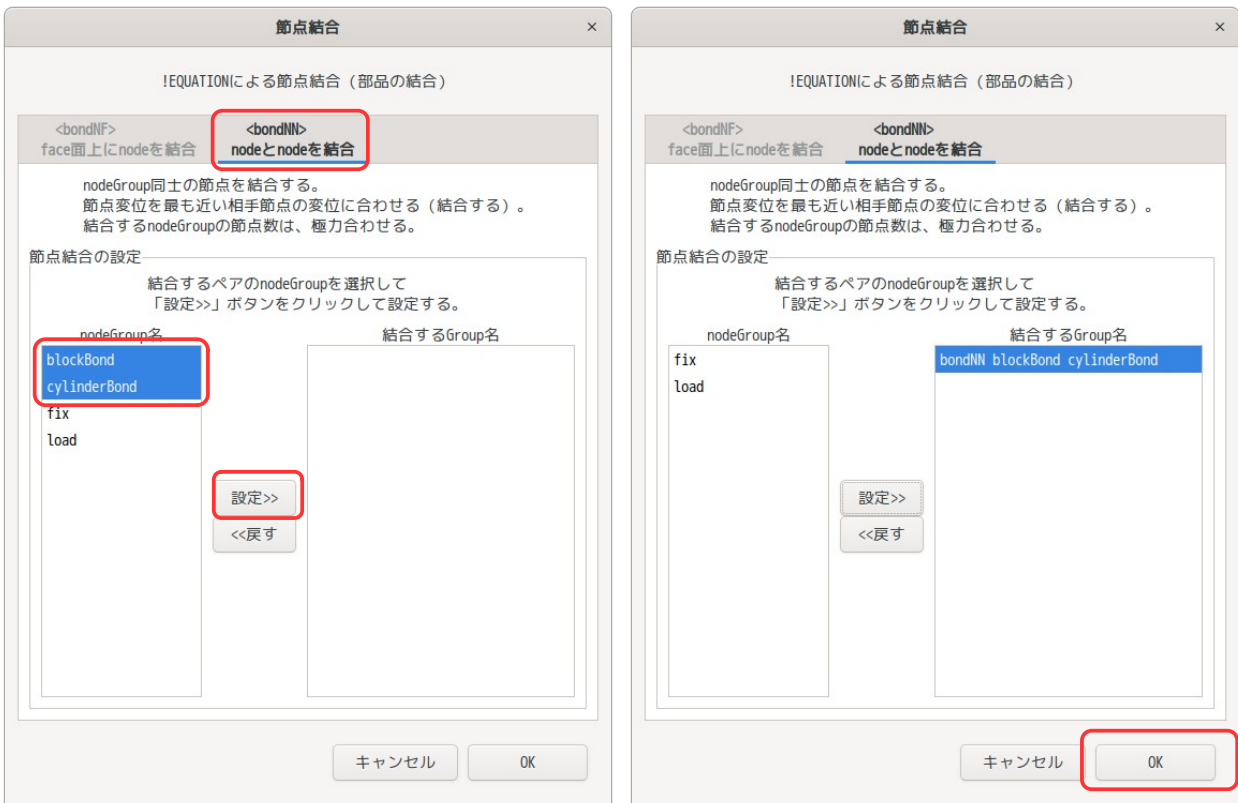 節点結合
×
!EQUATIONによる節点結合（部品の結合）
<bondNF>
face面上にnodeを結合
<bondNN>
nodeとnodeを結合
nodeGroup同士の節点を結合する。
節点変位を最も近い相手節点の変位に合わせる（結合する）。
結合するnodeGroupの節点数は、極力合わせる。
節点結合の設定
結合するペアのnodeGroupを選択して
「設定>>」ボタンをクリックして設定する。
nodeGroup名
結合するGroup名
blockBond
cylinderBond
fix
load
設定>>
<<戻す
キャンセル
OK
節点結合
×
!EQUATIONによる節点結合（部品の結合）
<bondNF>
face面上にnodeを結合
<bondNN>
nodeとnodeを結合
nodeGroup同士の節点を結合する。
節点変位を最も近い相手節点の変位に合わせる（結合する）。
結合するnodeGroupの節点数は、極力合わせる。
節点結合の設定
結合するペアのnodeGroupを選択して
「設定>>」ボタンをクリックして設定する。
nodeGroup名
結合するGroup名
fix
load
bondNN blockBond cylinderBond
設定>>
<<戻す
キャンセル
OK